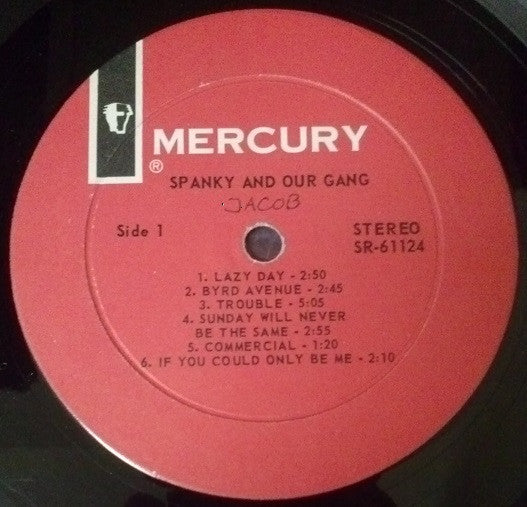 MERCURY
®
SPANKY AND OUR GANG
JACOB
Side 1
STEREO
SR-61124
1. LAZY DAY - 2:50
2. BYRD AVENUE - 2:45
3. TROUBLE - 5:05
4. SUNDAY WILL NEVER
BE THE SAME - 2:55
5. COMMERCIAL - 1:20
6. IF YOU COULD ONLY BE ME - 2:10